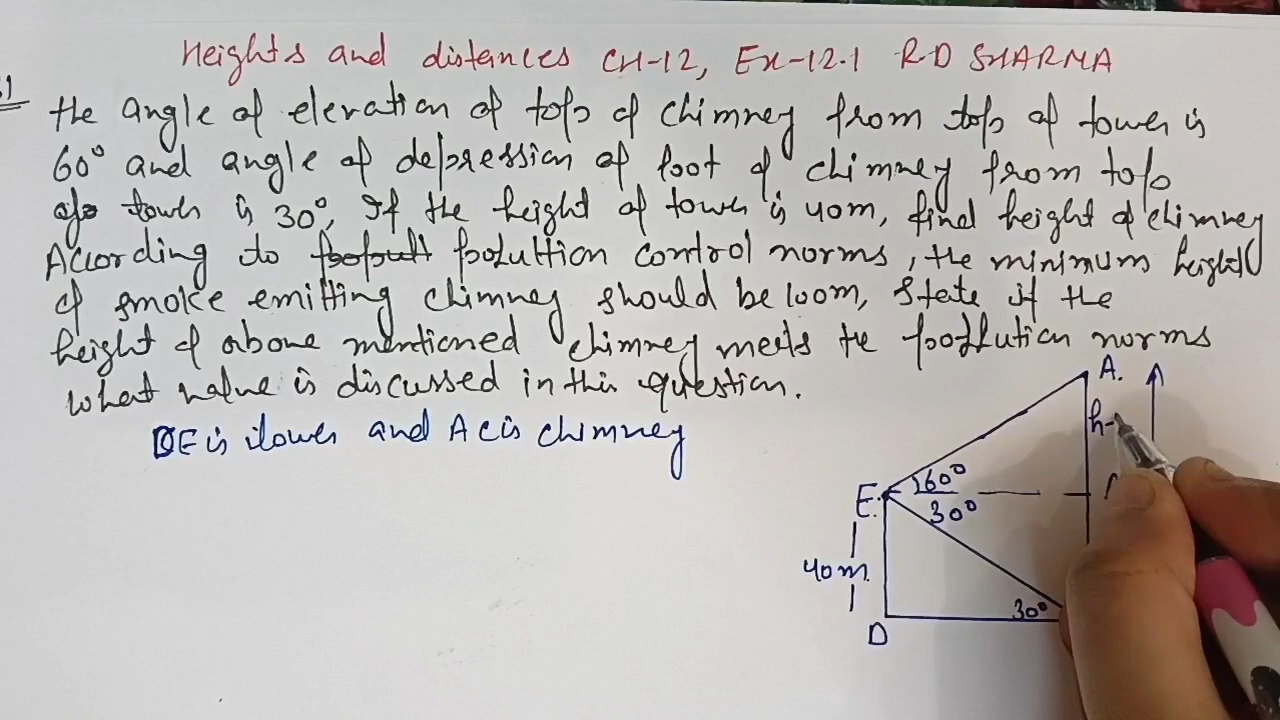 Heights and distances CH-12, Ex-12.1 R.D SHARMA
the angle of elevation of top of chimney from top of tower is
60° and angle of depression of foot of chimney from top
of tower is 30°, If the height of tower is 40m, find height of chimney
According to pollution control norms, the minimum height
of smoke emitting chimney should be 100m, State if the
height of above mentioned chimney meets the pollution norms
what value is discussed in this question.
DE is tower and AC is chimney
A.
h-
60°
E
30°
40m
30°
D